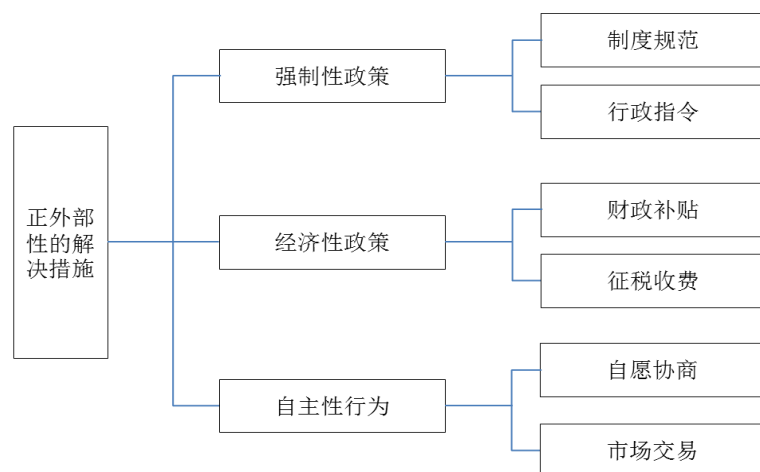 正外部
性的解
决措施
强制性政策
制度规范
行政指令
经济性政策
财政补贴
征税收费
自主性行为
自愿协商
市场交易